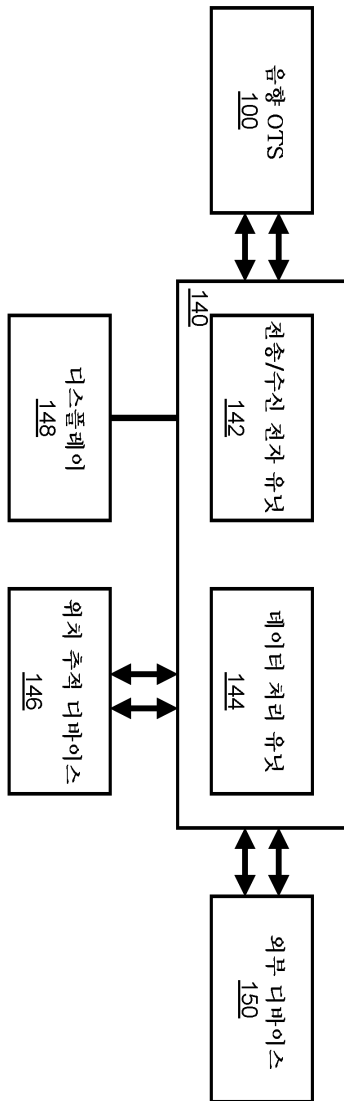 음향 OTS
100
140
전송/수신 전자 유닛
142
데이터 처리 유닛
144
디스플레이
148
위치 추적 디바이스
146
외부 디바이스
150